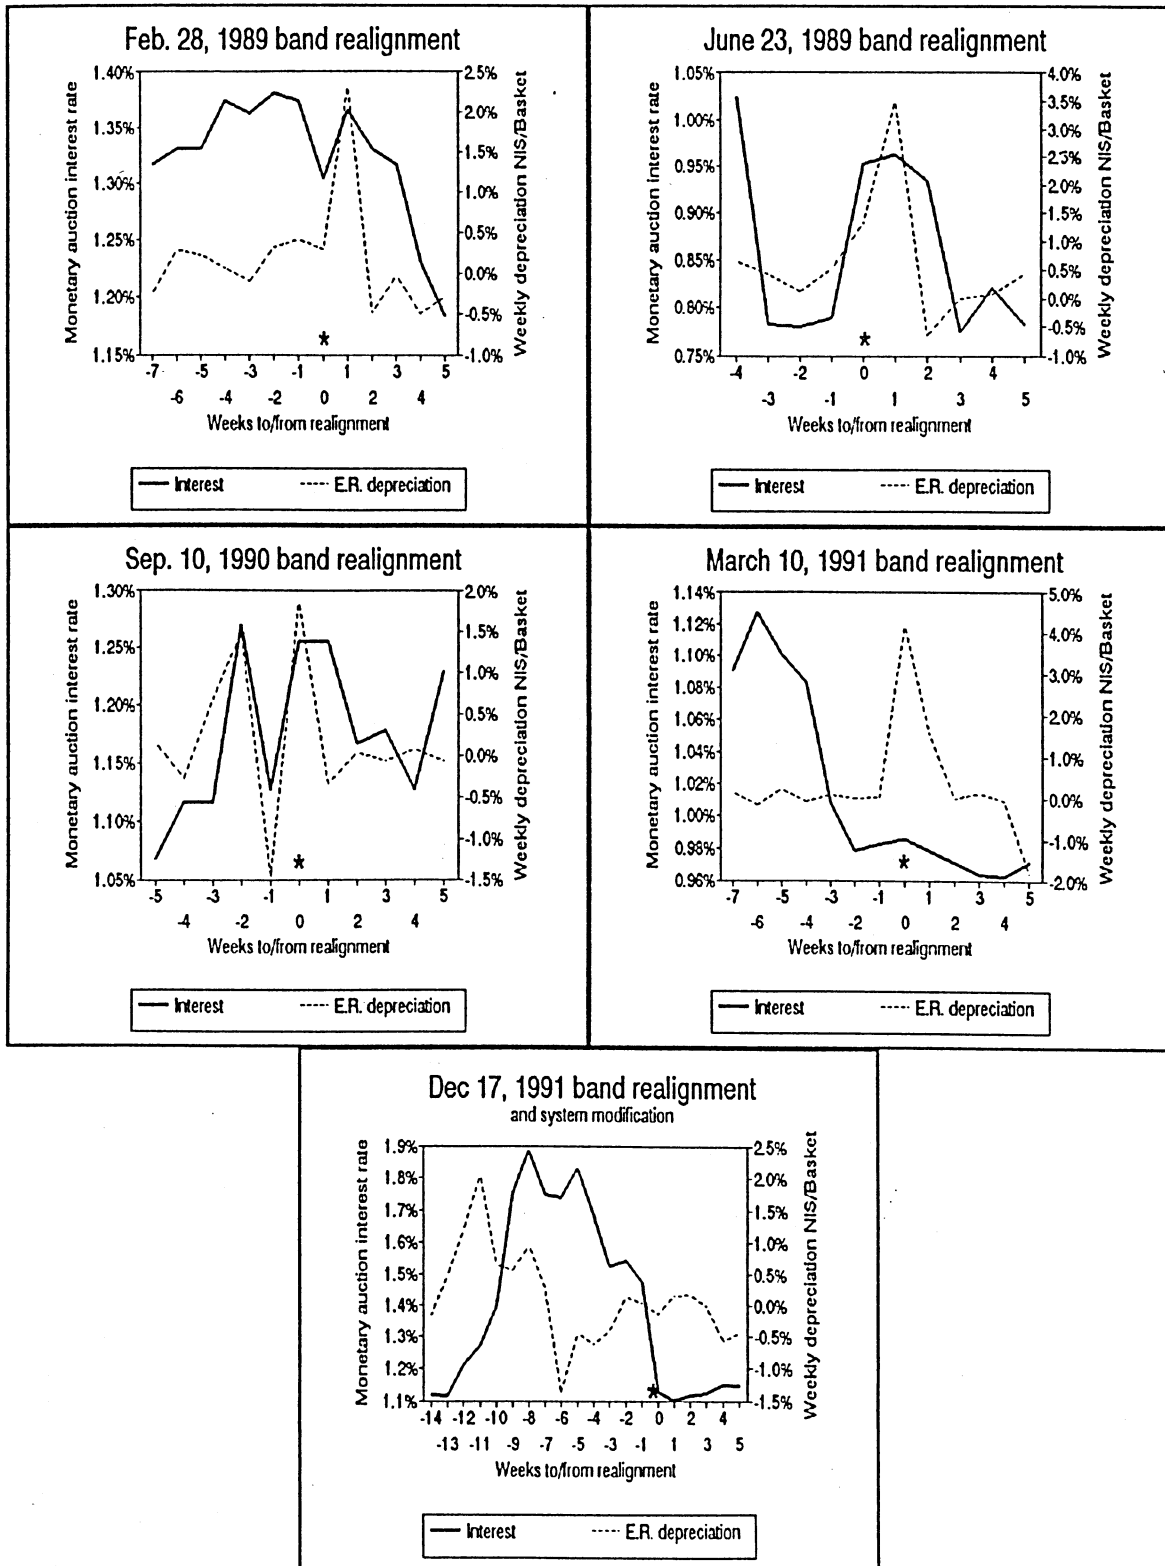 Feb. 28, 1989 band realignment
Monetary auction interest rate
1.40%
1.35%
1.30%
1.25%
1.20%
1.15%
2.5%
2.0%
1.5%
1.0%
0.5%
0.0%
-0.5%
-1.0%
Weekly depreciation NIS/Basket
*
-7 -5 -3 -1 1 3 5
-6 -4 -2 0 2 4
Weeks to/from realignment
Interest E.R. depreciation
June 23, 1989 band realignment
Monetary auction interest rate
1.05%
1.00%
0.95%
0.90%
0.85%
0.80%
0.75%
4.0%
3.5%
3.0%
2.5%
2.0%
1.5%
1.0%
0.5%
0.0%
-0.5%
-1.0%
Weekly depreciation NIS/Basket
*
-4 -2 0 2 4
-3 -1 1 3 5
Weeks to/from realignment
Interest E.R. depreciation
Sep. 10, 1990 band realignment
Monetary auction interest rate
1.30%
1.25%
1.20%
1.15%
1.10%
1.05%
2.0%
1.5%
1.0%
0.5%
0.0%
-0.5%
-1.0%
-1.5%
Weekly depreciation NIS/Basket
*
-5 -3 -1 1 3 5
-4 -2 0 2 4
Weeks to/from realignment
Interest E.R. depreciation
March 10, 1991 band realignment
Monetary auction interest rate
1.14%
1.12%
1.10%
1.08%
1.06%
1.04%
1.02%
1.00%
0.98%
0.96%
5.0%
4.0%
3.0%
2.0%
1.0%
0.0%
-1.0%
-2.0%
Weekly depreciation NIS/Basket
*
-7 -5 -3 -1 1 3 5
-6 -4 -2 0 2 4
Weeks to/from realignment
Interest E.R. depreciation
Dec 17, 1991 band realignment
and system modification
Monetary auction interest rate
1.9%
1.8%
1.7%
1.6%
1.5%
1.4%
1.3%
1.2%
1.1%
2.5%
2.0%
1.5%
1.0%
0.5%
0.0%
-0.5%
-1.0%
-1.5%
Weekly depreciation NIS/Basket
*
-14 -12 -10 -8 -6 -4 -2 0 2 4
-13 -11 -9 -7 -5 -3 -1 1 3 5
Weeks to/from realignment
Interest E.R. depreciation